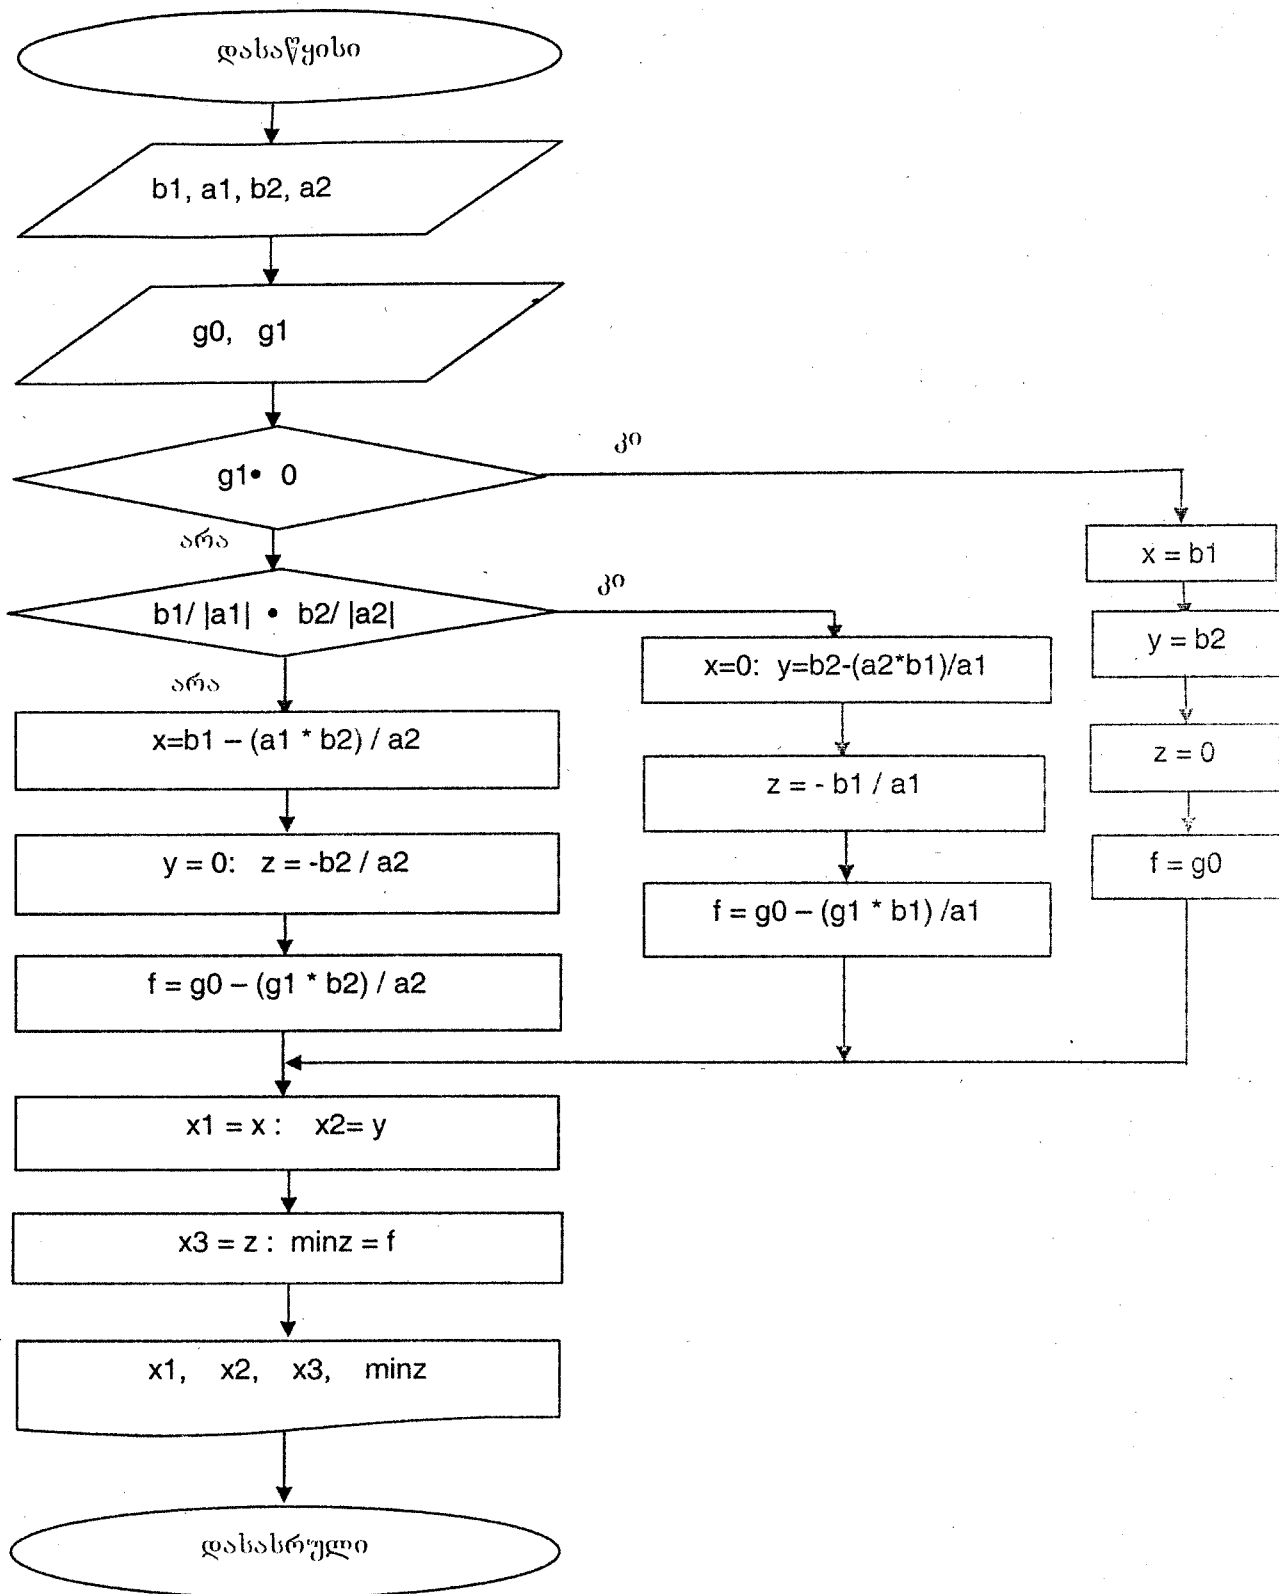 დასაწყისი
b1, a1, b2, a2
g0, g1
g1• 0
კი
არა
b1/ |a1| • b2/ |a2|
კი
არა
x=b1 – (a1 * b2) / a2
y = 0: z = -b2 / a2
f = g0 – (g1 * b2) / a2
x=0: y=b2-(a2*b1)/a1
z = - b1 / a1
f = g0 – (g1 * b1) /a1
x = b1
y = b2
z = 0
f = g0
x1 = x : x2= y
x3 = z : minz = f
x1, x2, x3, minz
დასასრული